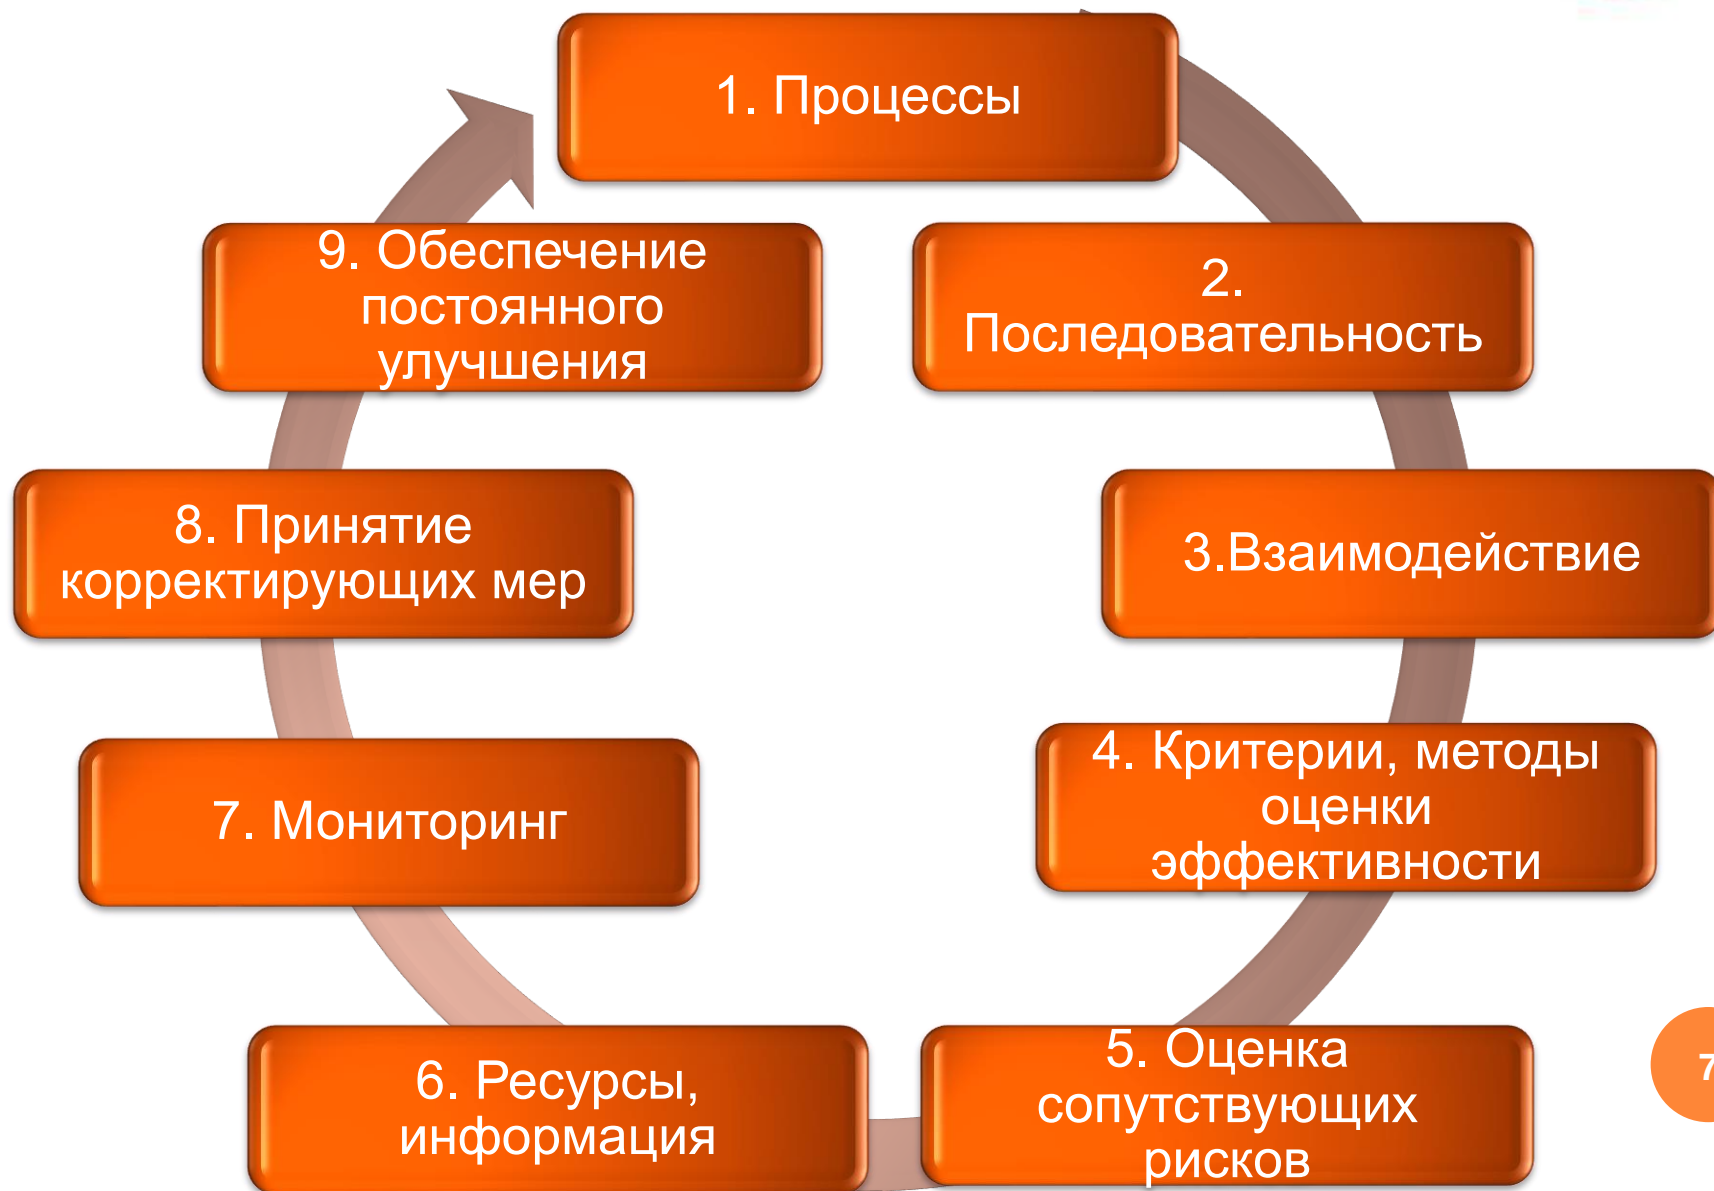 1. Процессы
2.
Последовательность
3.Взаимодействие
4. Критерии, методы
оценки
эффективности
5. Оценка
сопутствующих
рисков
6. Ресурсы,
информация
7. Мониторинг
8. Принятие
корректирующих мер
9. Обеспечение
постоянного
улучшения
7